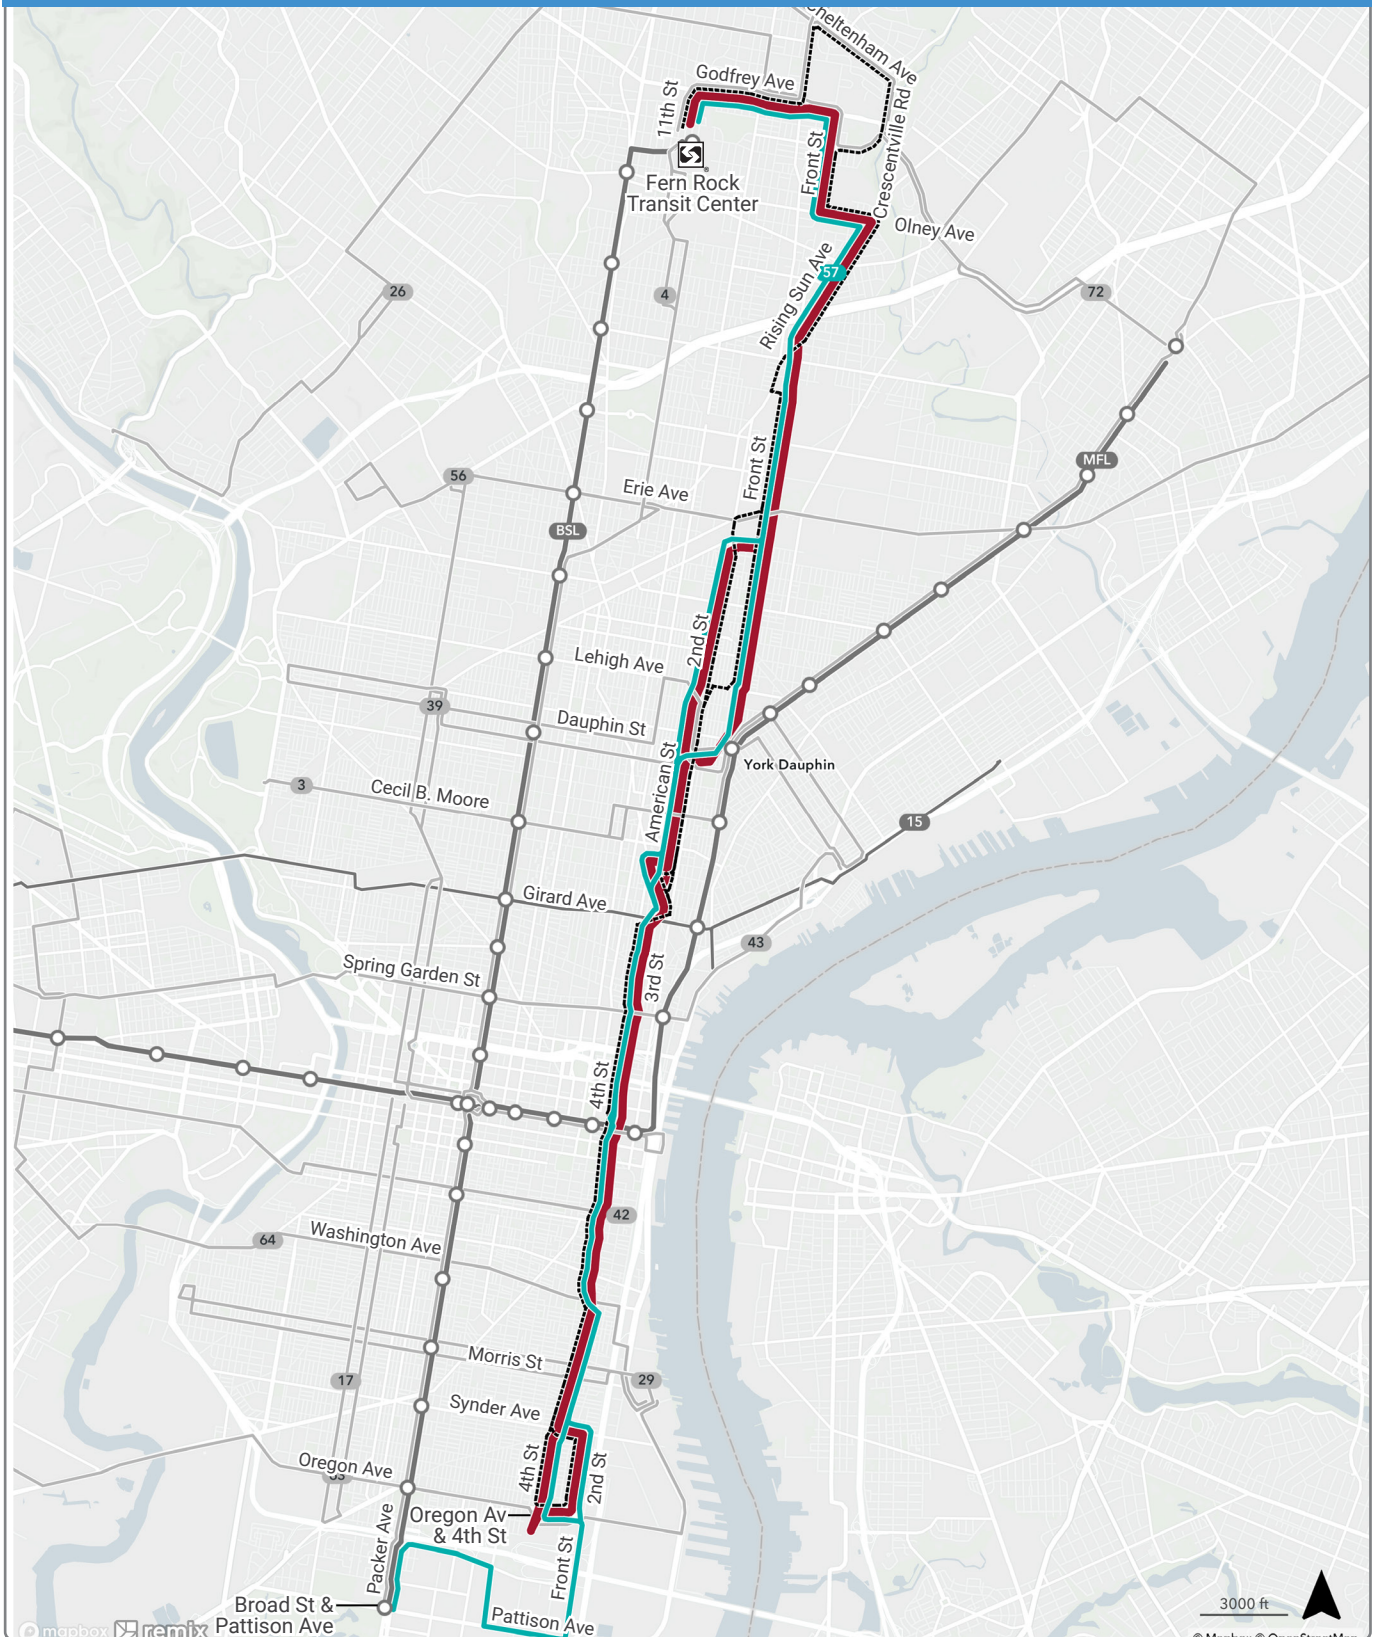 Cheltenham Ave
Godfrey Ave
11th St
Crescentville Rd
Front St
Fern Rock
Transit Center
Olney Ave
Rising Sun Ave
57
26
4
72
MFL
Front St
56
Erie Ave
BSL
2nd St
Lehigh Ave
39
Dauphin St
York Dauphin
American St
3
Cecil B. Moore
15
Girard Ave
43
Spring Garden St
3rd St
4th St
42
64
Washington Ave
Morris St
17
29
Synder Ave
4th St
2nd St
Oregon Ave
Oregon Av
& 4th St
Packer Ave
Front St
Broad St &
Pattison Ave
Pattison Ave
3000 ft
mapbox
remix